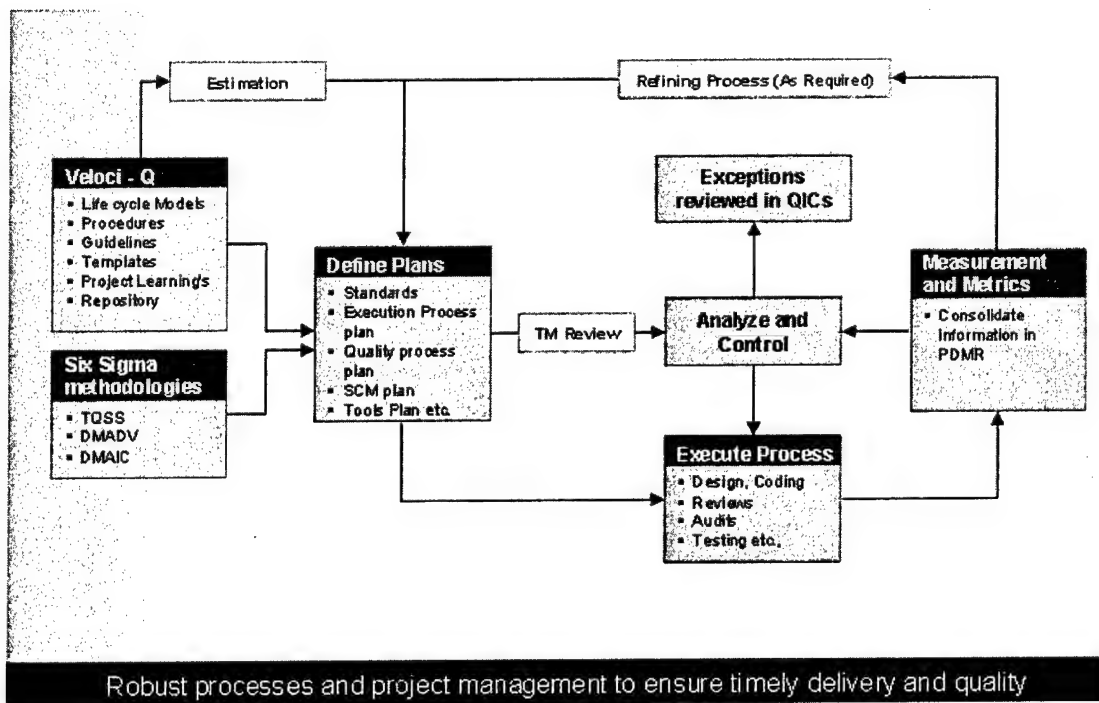 Estimation
Refining Process (As Required)
Veloci - Q
▪ Life cycle Models
▪ Procedures
▪ Guidelines
▪ Templates
▪ Project Learning's
▪ Repository
Six Sigma
methodologies
▪ TQSS
▪ DMADV
▪ DMAIC
Define Plans
▪ Standards
▪ Execution Process
plan
▪ Quality process
plan
▪ SCM plan
▪ Tools Plan etc.
TM Review
Exceptions
reviewed in QICs
Analyze and
Control
Execute Process
▪ Design, Coding
▪ Reviews
▪ Audits
▪ Testing etc.
Measurement
and Metrics
▪ Consolidate
Information in
PDMR
Robust processes and project management to ensure timely delivery and quality